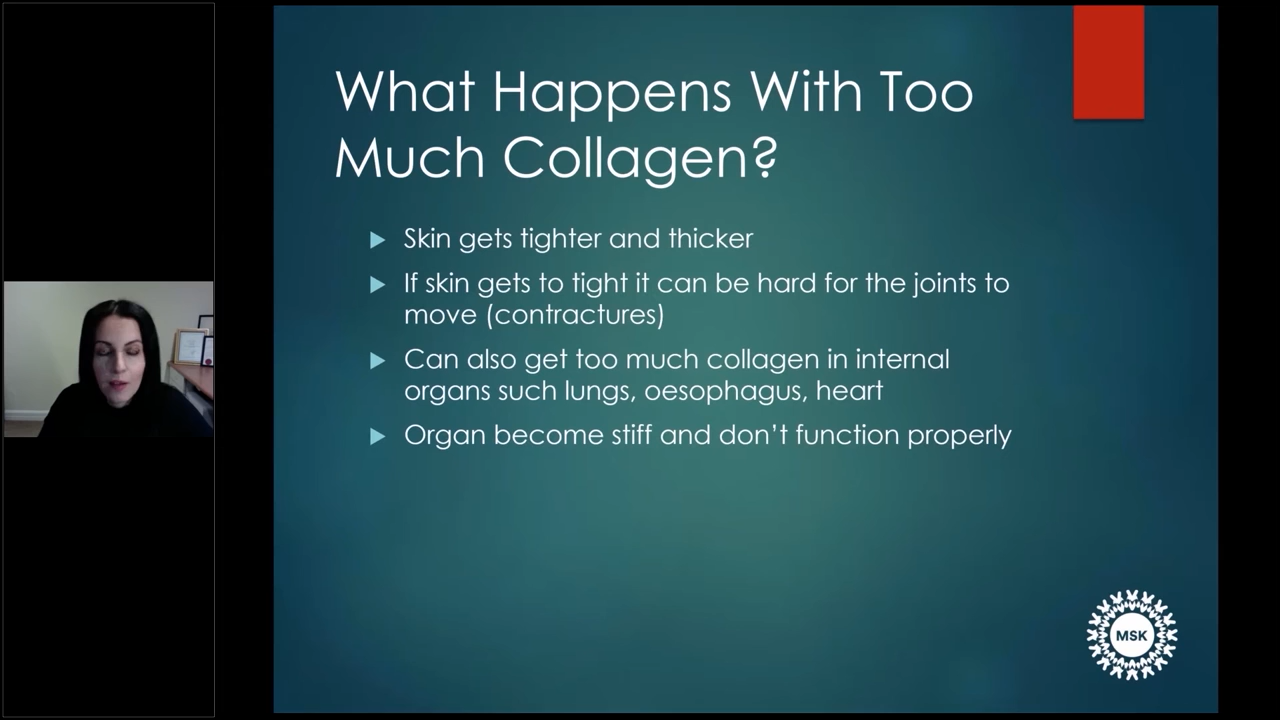 What Happens With Too
Much Collagen?
Skin gets tighter and thicker
If skin gets to tight it can be hard for the joints to
move (contractures)
Can also get too much collagen in internal
organs such lungs, oesophagus, heart
Organ become stiff and don’t function properly
MSK